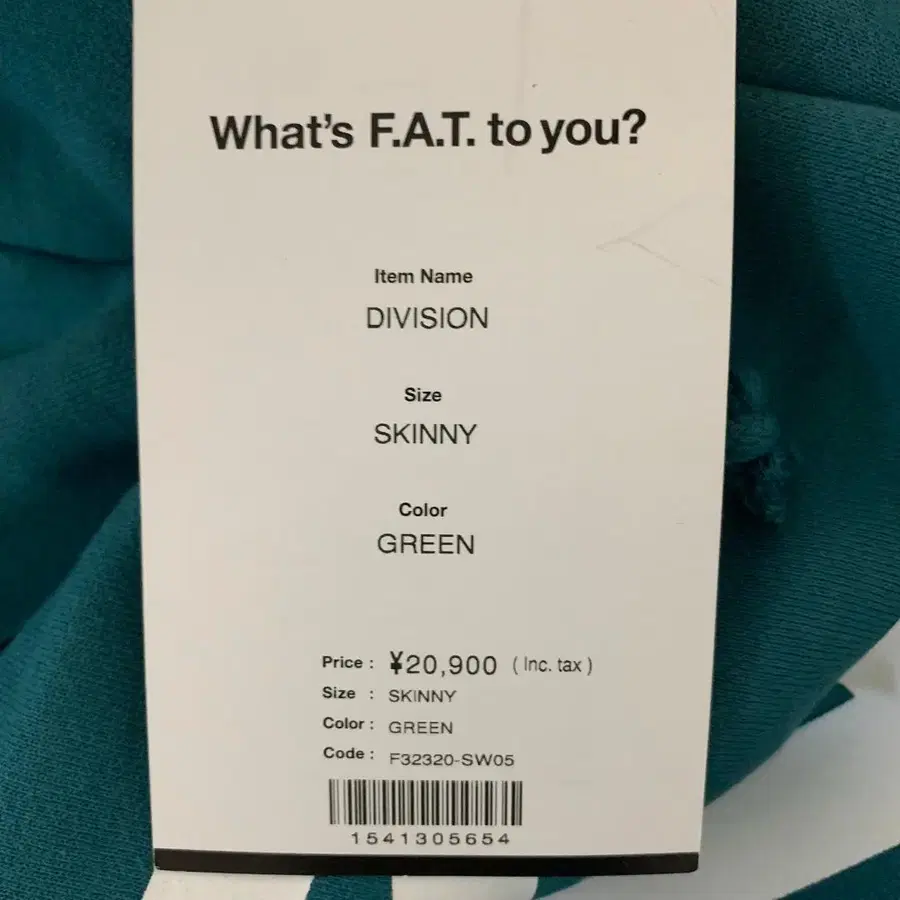 What's F.A.T. to you?
Item Name
DIVISION
Size
SKINNY
Color
GREEN
Price : ¥20,900 ( Inc. tax )
Size : SKINNY
Color : GREEN
Code : F32320-SW05
1541305654